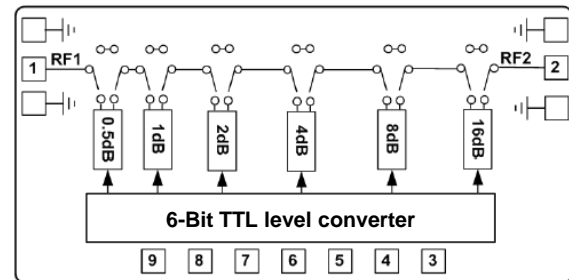 1 RF1 RF2 2
0.5dB 1dB 2dB 4dB 8dB 16dB
6-Bit TTL level converter
9 8 7 6 5 4 3